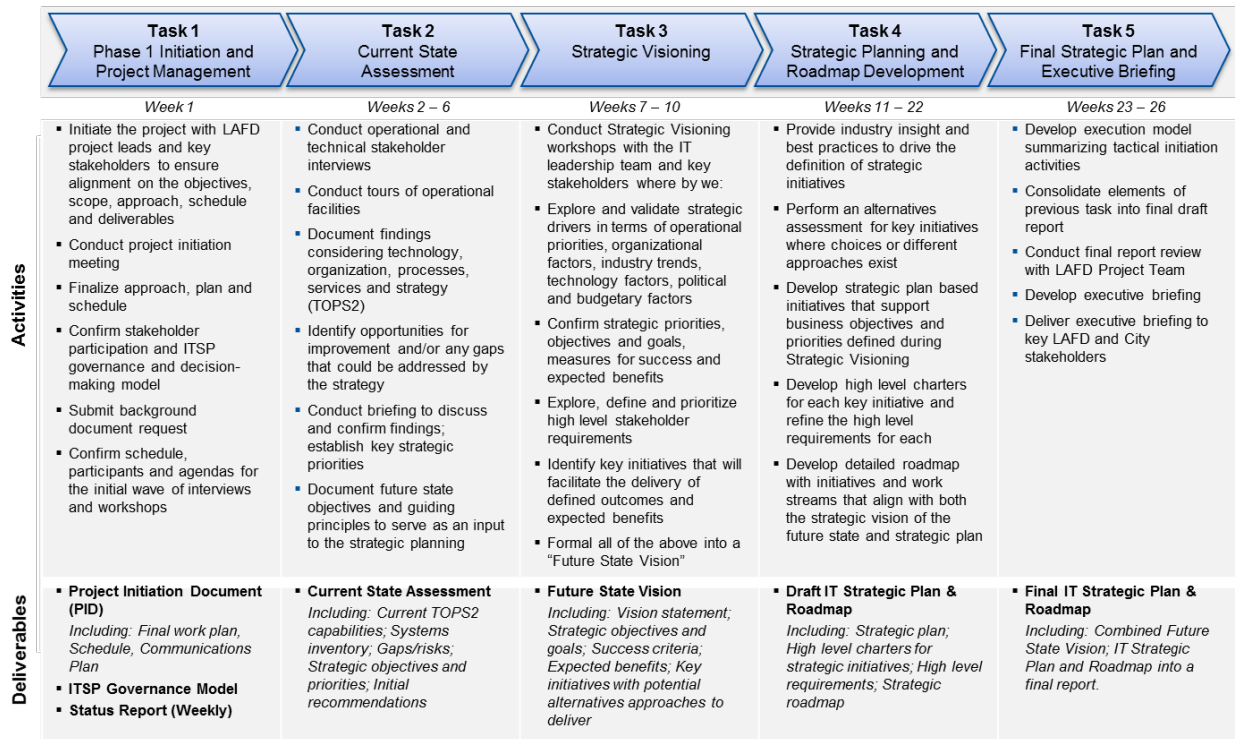 Task 1
Phase 1 Initiation and
Project Management
Task 2
Current State
Assessment
Task 3
Strategic Visioning
Task 4
Strategic Planning and
Roadmap Development
Task 5
Final Strategic Plan and
Executive Briefing
Week 1
Weeks 2 – 6
Weeks 7 – 10
Weeks 11 – 22
Weeks 23 – 26
Activities
▪ Initiate the project with LAFD
project leads and key
stakeholders to ensure
alignment on the objectives,
scope, approach, schedule
and deliverables
▪ Conduct project initiation
meeting
▪ Finalize approach, plan and
schedule
▪ Confirm stakeholder
participation and ITSP
governance and decision-
making model
▪ Submit background
document request
▪ Confirm schedule,
participants and agendas for
the initial wave of interviews
and workshops
▪ Conduct operational and
technical stakeholder
interviews
▪ Conduct tours of operational
facilities
▪ Document findings
considering technology,
organization, processes,
services and strategy
(TOPS2)
▪ Identify opportunities for
improvement and/or any gaps
that could be addressed by
the strategy
▪ Conduct briefing to discuss
and confirm findings;
establish key strategic
priorities
▪ Document future state
objectives and guiding
principles to serve as an input
to the strategic planning
▪ Conduct Strategic Visioning
workshops with the IT
leadership team and key
stakeholders where by we:
▪ Explore and validate strategic
drivers in terms of operational
priorities, organizational
factors, industry trends,
technology factors, political
and budgetary factors
▪ Confirm strategic priorities,
objectives and goals,
measures for success and
expected benefits
▪ Explore, define and prioritize
high level stakeholder
requirements
▪ Identify key initiatives that will
facilitate the delivery of
defined outcomes and
expected benefits
▪ Formal all of the above into a
“Future State Vision”
▪ Provide industry insight and
best practices to drive the
definition of strategic
initiatives
▪ Perform an alternatives
assessment for key initiatives
where choices or different
approaches exist
▪ Develop strategic plan based
initiatives that support
business objectives and
priorities defined during
Strategic Visioning
▪ Develop high level charters
for each key initiative and
refine the high level
requirements for each
▪ Develop detailed roadmap
with initiatives and work
streams that align with both
the strategic vision of the
future state and strategic plan
▪ Develop execution model
summarizing tactical initiation
activities
▪ Consolidate elements of
previous task into final draft
report
▪ Conduct final report review
with LAFD Project Team
▪ Develop executive briefing
▪ Deliver executive briefing to
key LAFD and City
stakeholders
Deliverables
▪ Project Initiation Document
(PID)
Including: Final work plan,
Schedule, Communications
Plan
▪ ITSP Governance Model
▪ Status Report (Weekly)
▪ Current State Assessment
Including: Current TOPS2
capabilities; Systems
inventory; Gaps/risks;
Strategic objectives and
priorities; Initial
recommendations
▪ Future State Vision
Including: Vision statement;
Strategic objectives and
goals; Success criteria;
Expected benefits; Key
initiatives with potential
alternatives approaches to
deliver
▪ Draft IT Strategic Plan &
Roadmap
Including: Strategic plan;
High level charters for
strategic initiatives; High level
requirements; Strategic
roadmap
▪ Final IT Strategic Plan &
Roadmap
Including: Combined Future
State Vision; IT Strategic
Plan and Roadmap into a
final report.